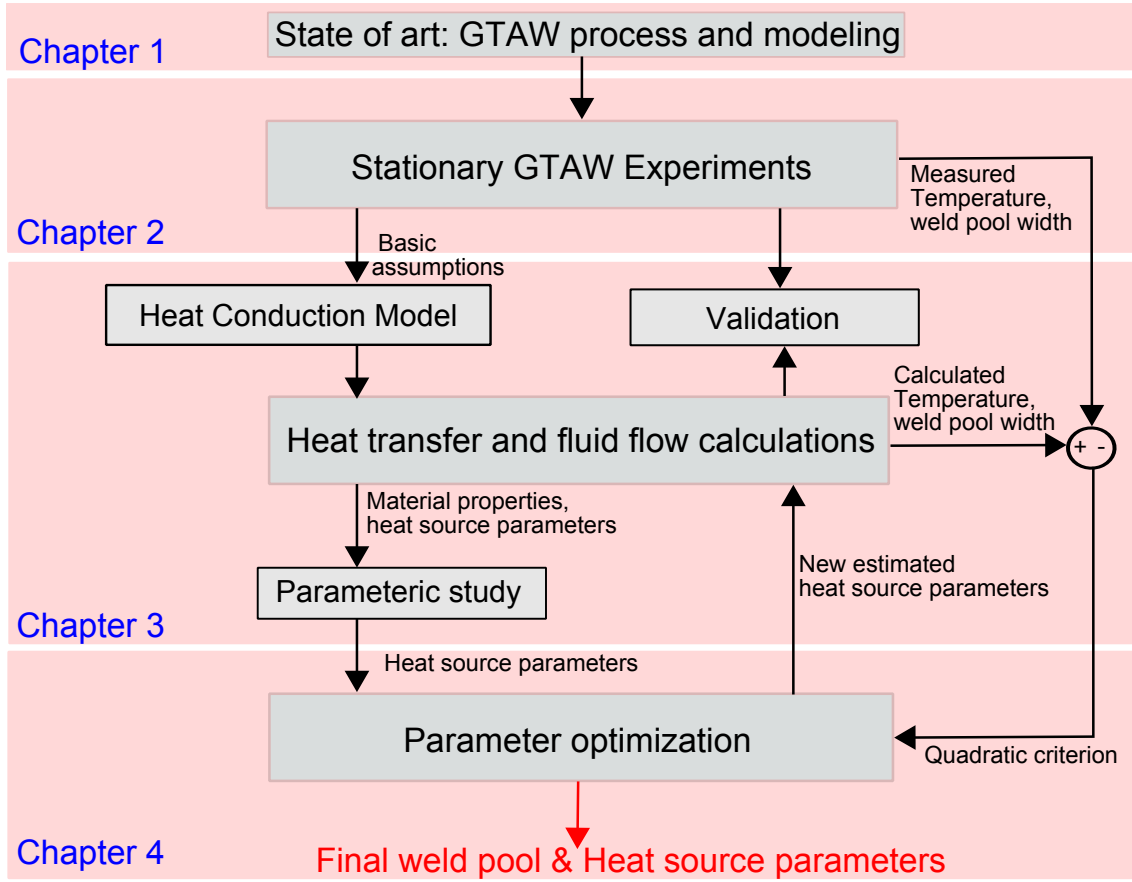 State of art: GTAW process and modeling
Chapter 1
Stationary GTAW Experiments
Measured
Temperature,
weld pool width
Chapter 2
Basic
assumptions
Heat Conduction Model
Validation
Calculated
Temperature,
weld pool width
Heat transfer and fluid flow calculations
+ -
Material properties,
heat source parameters
New estimated
heat source parameters
Parameteric study
Chapter 3
Heat source parameters
Parameter optimization
Quadratic criterion
Chapter 4
Final weld pool & Heat source parameters